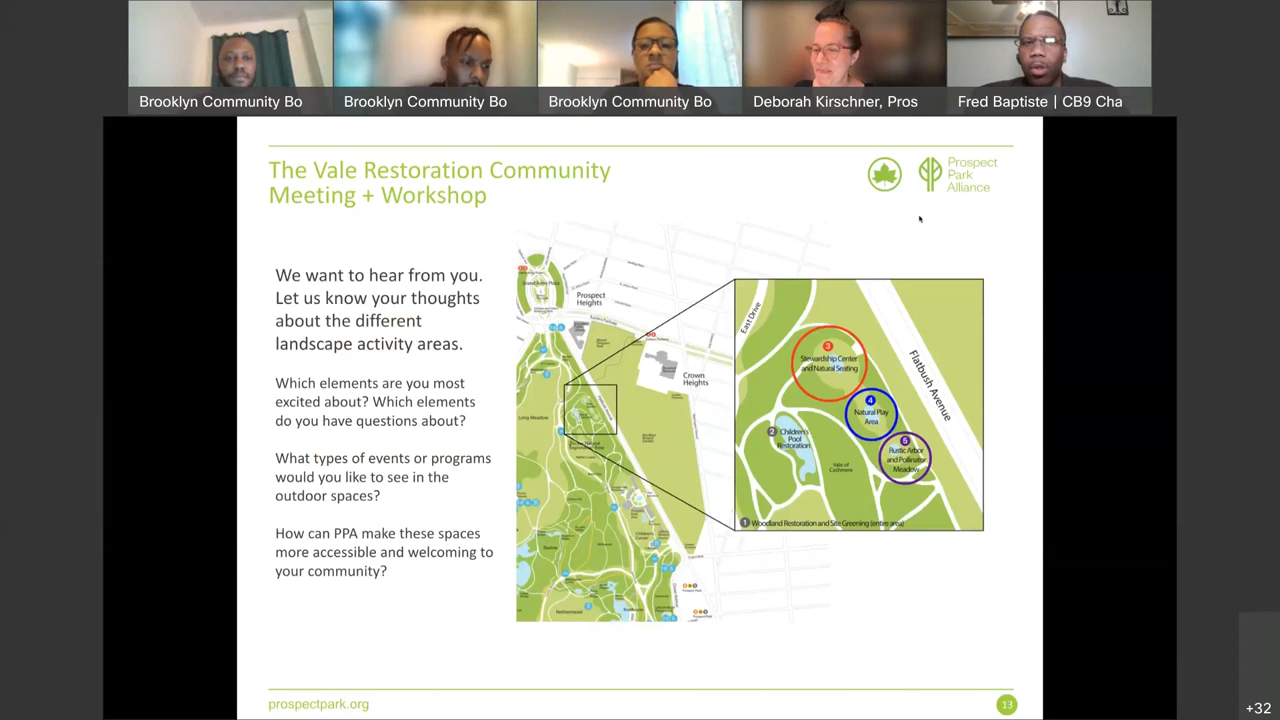 Brooklyn Community Bo
Brooklyn Community Bo
Brooklyn Community Bo
Deborah Kirschner, Pros
Fred Baptiste | CB9 Cha
The Vale Restoration Community
Meeting + Workshop
Prospect
Park
Alliance
We want to hear from you.
Let us know your thoughts
about the different
landscape activity areas.
Which elements are you most
excited about? Which elements
do you have questions about?
What types of events or programs
would you like to see in the
outdoor spaces?
How can PPA make these spaces
more accessible and welcoming to
your community?
Prospect
Heights
Crown
Heights
Grand Army Plaza
Long Meadow
Nethermead
East Drive
Flatbush Avenue
3
Stewardship Center
and Natural Seating
4
Natural Play
Area
5
Rustic Arbor
and Pollinator
Meadow
2 Children's
Pool
Restoration
Vale of
Cashmere
1 Woodland Restoration and Site Greening (entire area)
prospectpark.org
13
+32